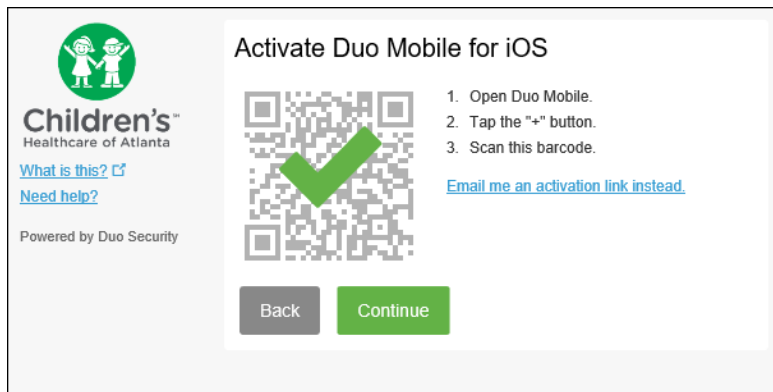 Children's™
Healthcare of Atlanta
What is this?
Need help?
Powered by Duo Security
Activate Duo Mobile for iOS
1. Open Duo Mobile.
2. Tap the "+" button.
3. Scan this barcode.
Email me an activation link instead.
Back
Continue